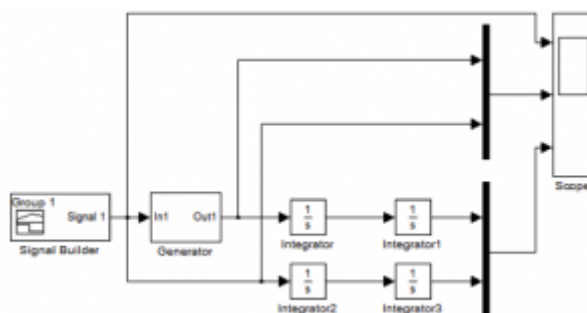 Group 1
Signal 1
Signal Builder
In1
Out1
Generator
1
s
Integrator
1
s
Integrator1
1
s
Integrator2
1
s
Integrator3
Scope